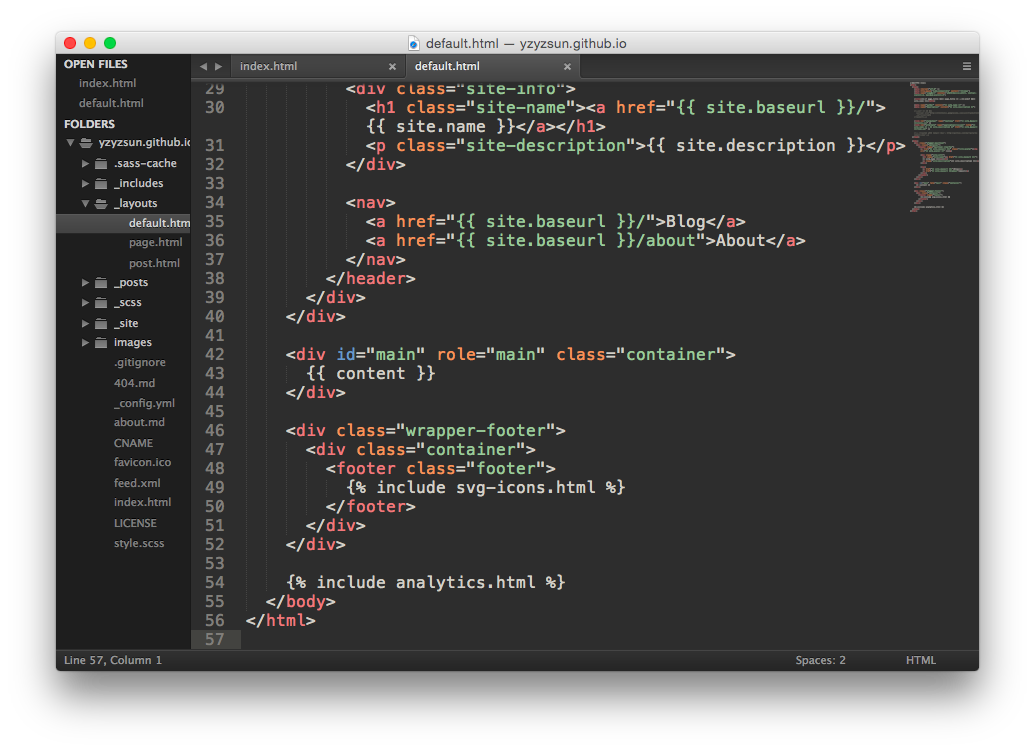 default.html — yzyzsun.github.io
OPEN FILES
index.html
default.html
FOLDERS
yzyzsun.github.io
.sass-cache
_includes
_layouts
default.htm
page.html
post.html
_posts
_scss
_site
images
.gitignore
404.md
_config.yml
about.md
CNAME
favicon.ico
feed.xml
index.html
LICENSE
style.scss
index.html × default.html ×
29 <div class="site-info">
30 <h1 class="site-name"><a href="{{ site.baseurl }}/">
{{ site.name }}</a></h1>
31 <p class="site-description">{{ site.description }}</p>
32 </div>
33
34 <nav>
35 <a href="{{ site.baseurl }}/">Blog</a>
36 <a href="{{ site.baseurl }}/about">About</a>
37 </nav>
38 </header>
39 </div>
40 </div>
41
42 <div id="main" role="main" class="container">
43 {{ content }}
44 </div>
45
46 <div class="wrapper-footer">
47 <div class="container">
48 <footer class="footer">
49 {% include svg-icons.html %}
50 </footer>
51 </div>
52 </div>
53
54 {% include analytics.html %}
55 </body>
56 </html>
57
Line 57, Column 1 Spaces: 2 HTML